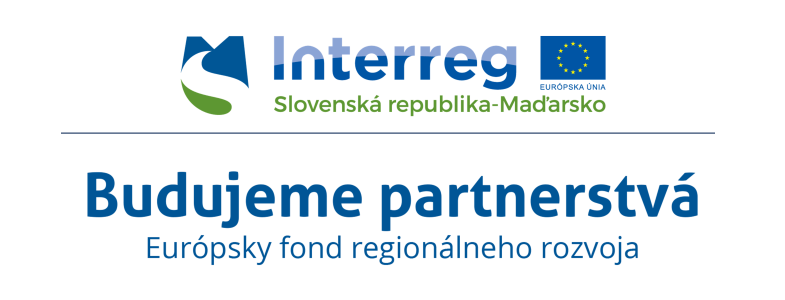 Interreg
EURÓPSKA ÚNIA
Slovenská republika-Maďarsko
Budujeme partnerstvá
Európsky fond regionálneho rozvoja